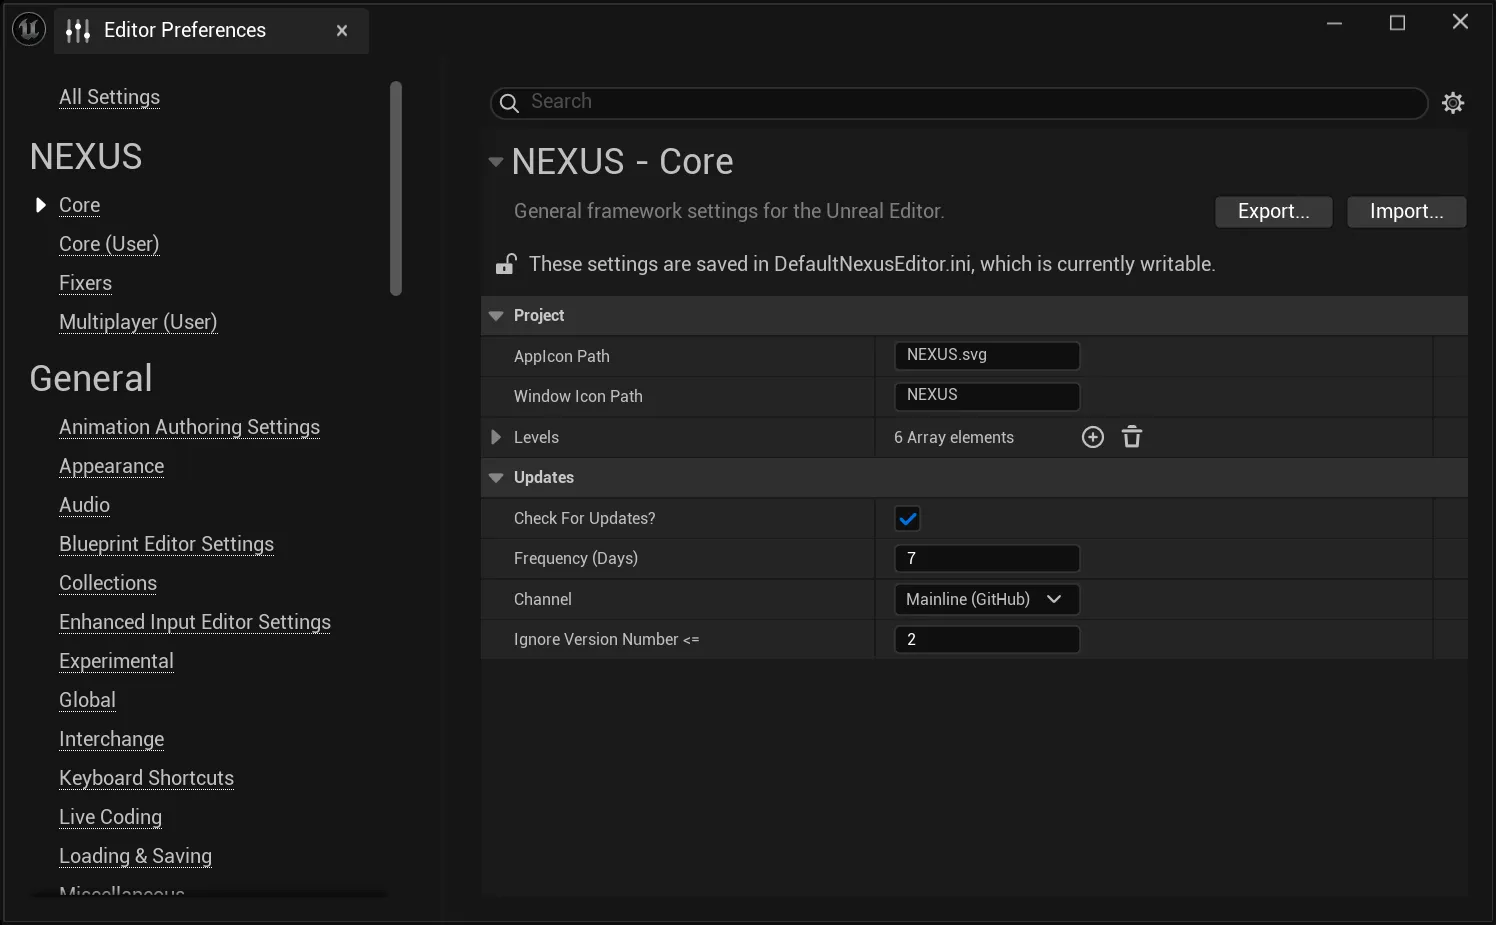 Editor Preferences
All Settings
NEXUS
Core
Core (User)
Fixers
Multiplayer (User)
General
Animation Authoring Settings
Appearance
Audio
Blueprint Editor Settings
Collections
Enhanced Input Editor Settings
Experimental
Global
Interchange
Keyboard Shortcuts
Live Coding
Loading & Saving
Miscellaneous
Search
NEXUS - Core
General framework settings for the Unreal Editor.
Export...
Import...
These settings are saved in DefaultNexusEditor.ini, which is currently writable.
Project
AppIcon Path
NEXUS.svg
Window Icon Path
NEXUS
Levels
6 Array elements
Updates
Check For Updates?
Frequency (Days)
7
Channel
Mainline (GitHub)
Ignore Version Number <=
2